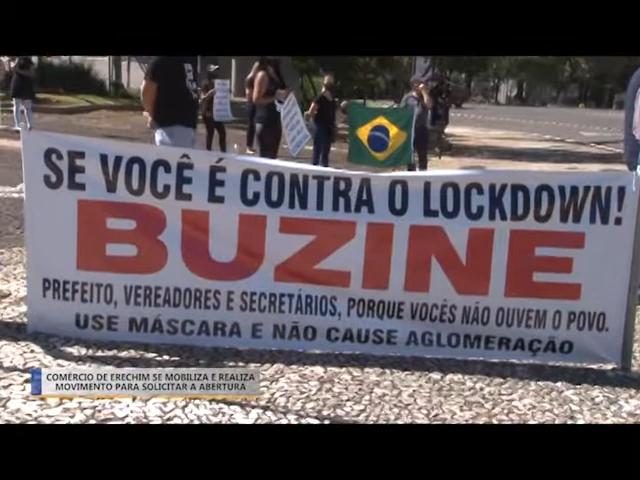 SE VOCÊ É CONTRA O LOCKDOWN!
BUZINE
PREFEITO, VEREADORES E SECRETÁRIOS, PORQUE VOCÊS NÃO OUVEM O POVO.
USE MÁSCARA E NÃO CAUSE AGLOMERAÇÃO
COMÉRCIO DE ERECHIM SE MOBILIZA E REALIZA
MOVIMENTO PARA SOLICITAR A ABERTURA